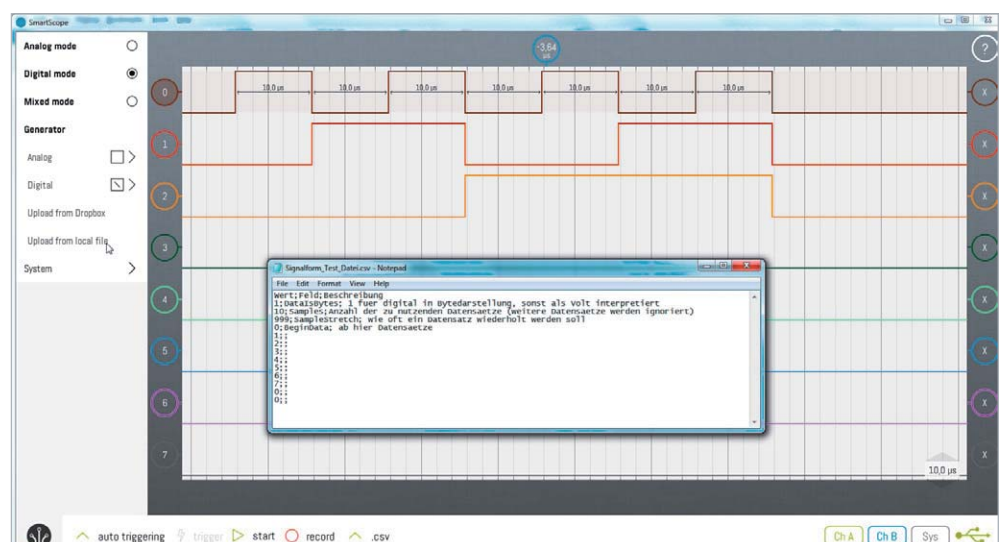 SmartScope
Analog mode
Digital mode
Mixed mode
Generator
Analog
Digital
Upload from Dropbox
Upload from local file
System
-3,64
µs
?
0
10,0 µs
10,0 µs
10,0 µs
10,0 µs
10,0 µs
10,0 µs
10,0 µs
X
1
X
2
X
3
X
4
X
5
X
6
X
7
X
10,0 µs
Signalform_Test_Datei.csv - Notepad
File Edit Format View Help
Wert;Feld;Beschreibung
1;DataIsBytes; 1 fuer digital in Bytedarstellung, sonst als volt interpretiert
10;Samples;Anzahl der zu nutzenden Datensaetze (weitere Datensaetze werden ignoriert)
999;SampleStretch; wie oft ein Datensatz wiederholt werden soll
0;BeginData; ab hier Datensaetze
1;;
2;;
3;;
4;;
5;;
6;;
7;;
0;;
0;;
auto triggering trigger start record .csv
Ch A Ch B Sys